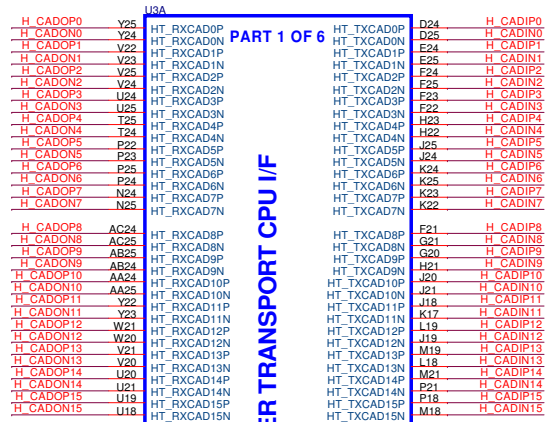 U3A
PART 1 OF 6
H_CADOP0 Y25 HT_RXCAD0P HT_TXCAD0P D24 H_CADIP0
H_CADON0 Y24 HT_RXCAD0N HT_TXCAD0N D25 H_CADIN0
H_CADOP1 V22 HT_RXCAD1P HT_TXCAD1P E24 H_CADIP1
H_CADON1 V23 HT_RXCAD1N HT_TXCAD1N E25 H_CADIN1
H_CADOP2 V25 HT_RXCAD2P HT_TXCAD2P F24 H_CADIP2
H_CADON2 V24 HT_RXCAD2N HT_TXCAD2N F25 H_CADIN2
H_CADOP3 U24 HT_RXCAD3P HT_TXCAD3P F23 H_CADIP3
H_CADON3 U25 HT_RXCAD3N HT_TXCAD3N F22 H_CADIN3
H_CADOP4 T25 HT_RXCAD4P HT_TXCAD4P H23 H_CADIP4
H_CADON4 T24 HT_RXCAD4N HT_TXCAD4N H22 H_CADIN4
H_CADOP5 P22 HT_RXCAD5P HT_TXCAD5P J25 H_CADIP5
H_CADON5 P23 HT_RXCAD5N HT_TXCAD5N J24 H_CADIN5
H_CADOP6 P25 HT_RXCAD6P HT_TXCAD6P K24 H_CADIP6
H_CADON6 P24 HT_RXCAD6N HT_TXCAD6N K25 H_CADIN6
H_CADOP7 N24 HT_RXCAD7P HT_TXCAD7P K23 H_CADIP7
H_CADON7 N25 HT_RXCAD7N HT_TXCAD7N K22 H_CADIN7
H_CADOP8 AC24 HT_RXCAD8P HT_TXCAD8P F21 H_CADIP8
H_CADON8 AC25 HT_RXCAD8N HT_TXCAD8N G21 H_CADIN8
H_CADOP9 AB25 HT_RXCAD9P HT_TXCAD9P G20 H_CADIP9
H_CADON9 AB24 HT_RXCAD9N HT_TXCAD9N H21 H_CADIN9
H_CADOP10 AA24 HT_RXCAD10P HT_TXCAD10P J20 H_CADIP10
H_CADON10 AA25 HT_RXCAD10N HT_TXCAD10N J21 H_CADIN10
H_CADOP11 Y22 HT_RXCAD11P HT_TXCAD11P J18 H_CADIP11
H_CADON11 Y23 HT_RXCAD11N HT_TXCAD11N K17 H_CADIN11
H_CADOP12 W21 HT_RXCAD12P HT_TXCAD12P L19 H_CADIP12
H_CADON12 W20 HT_RXCAD12N HT_TXCAD12N J19 H_CADIN12
H_CADOP13 V21 HT_RXCAD13P HT_TXCAD13P M19 H_CADIP13
H_CADON13 V20 HT_RXCAD13N HT_TXCAD13N L18 H_CADIN13
H_CADOP14 U20 HT_RXCAD14P HT_TXCAD14P M21 H_CADIP14
H_CADON14 U21 HT_RXCAD14N HT_TXCAD14N P21 H_CADIN14
H_CADOP15 U19 HT_RXCAD15P HT_TXCAD15P P18 H_CADIP15
H_CADON15 U18 HT_RXCAD15N HT_TXCAD15N M18 H_CADIN15
ER TRANSPORT CPU I/F